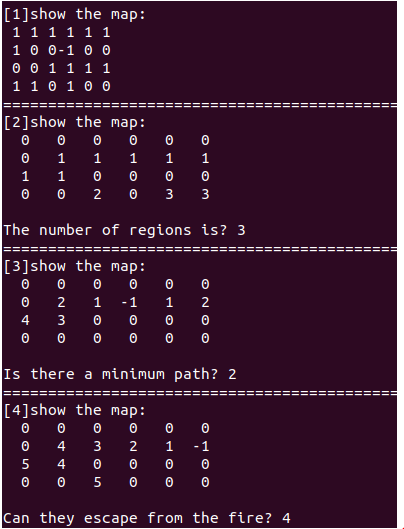 [1]show the map:
1 1 1 1 1 1
1 0 0-1 0 0
0 0 1 1 1 1
1 1 0 1 0 0
============================================
[2]show the map:
0 0 0 0 0 0
0 1 1 1 1 1
1 1 0 0 0 0
0 0 2 0 3 3
The number of regions is? 3
============================================
[3]show the map:
0 0 0 0 0 0
0 2 1 -1 1 2
4 3 0 0 0 0
0 0 0 0 0 0
Is there a minimum path? 2
============================================
[4]show the map:
0 0 0 0 0 0
0 4 3 2 1 -1
5 4 0 0 0 0
0 0 5 0 0 0
Can they escape from the fire? 4